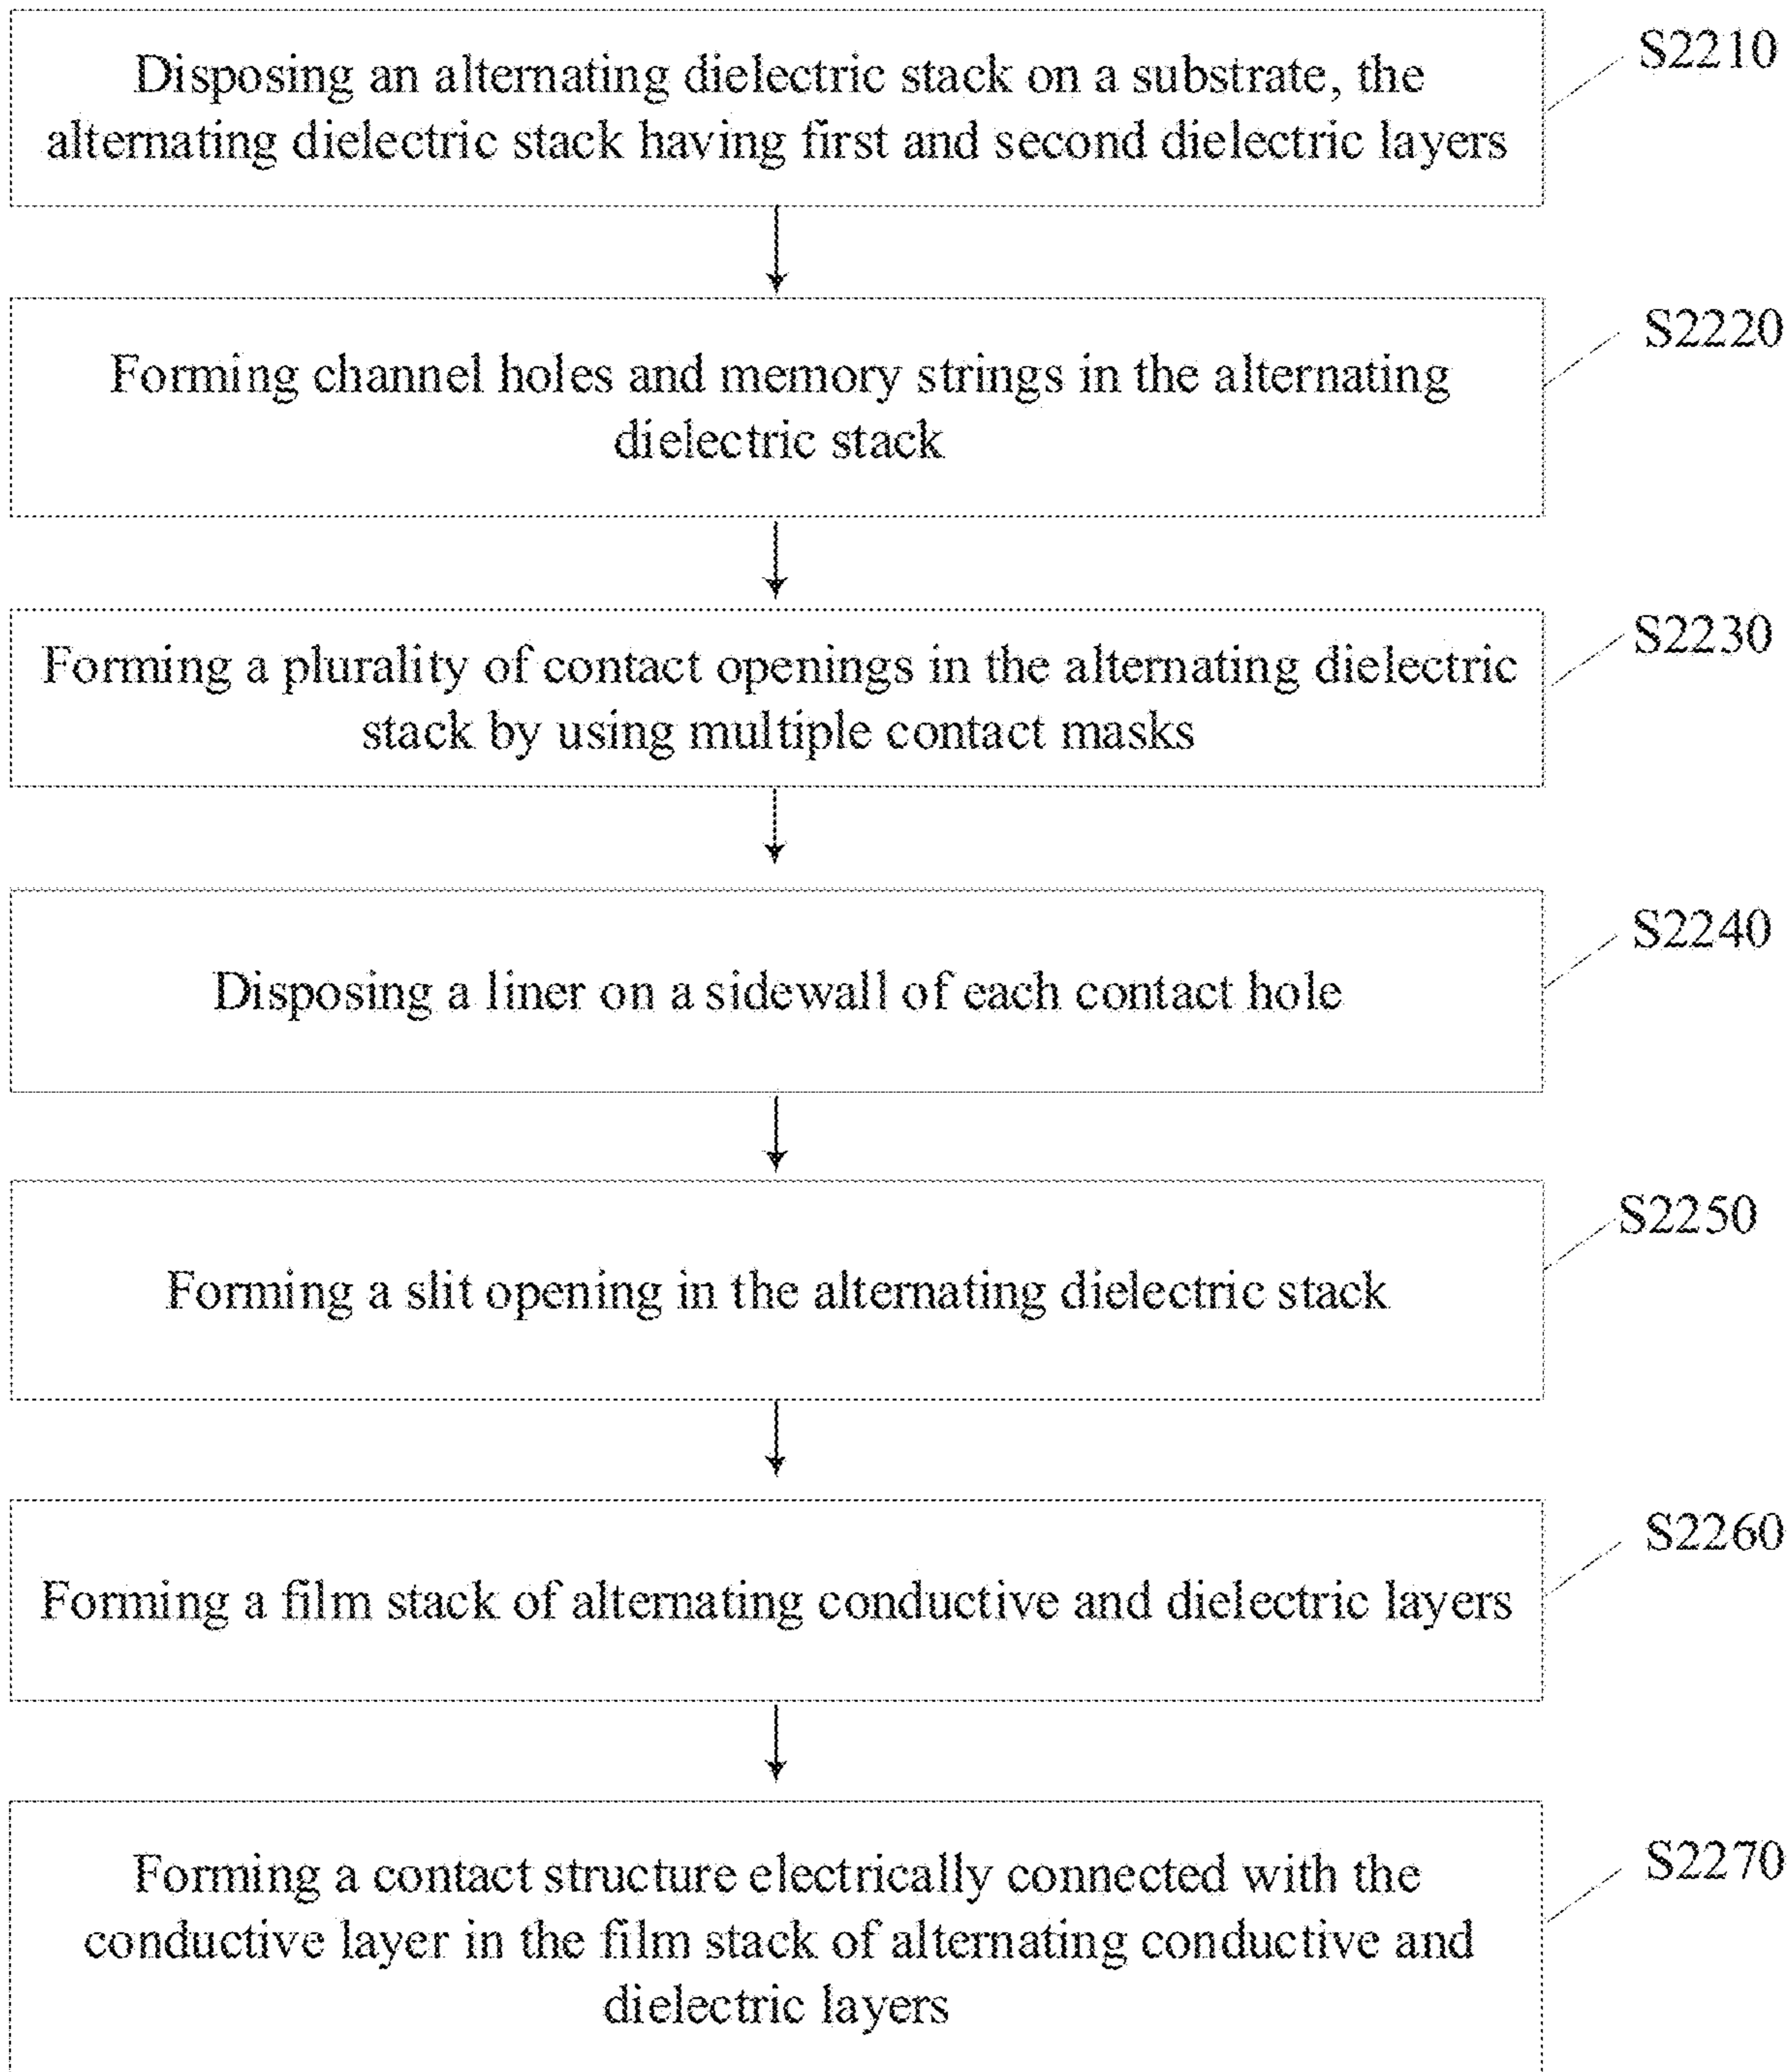 Disposing an alternating dielectric stack on a substrate, the
alternating dielectric stack having first and second dielectric layers
S2210
Forming channel holes and memory strings in the alternating
dielectric stack
S2220
Forming a plurality of contact openings in the alternating dielectric
stack by using multiple contact masks
S2230
Disposing a liner on a sidewall of each contact hole
S2240
Forming a slit opening in the alternating dielectric stack
S2250
Forming a film stack of alternating conductive and dielectric layers
S2260
Forming a contact structure electrically connected with the
conductive layer in the film stack of alternating conductive and
dielectric layers
S2270